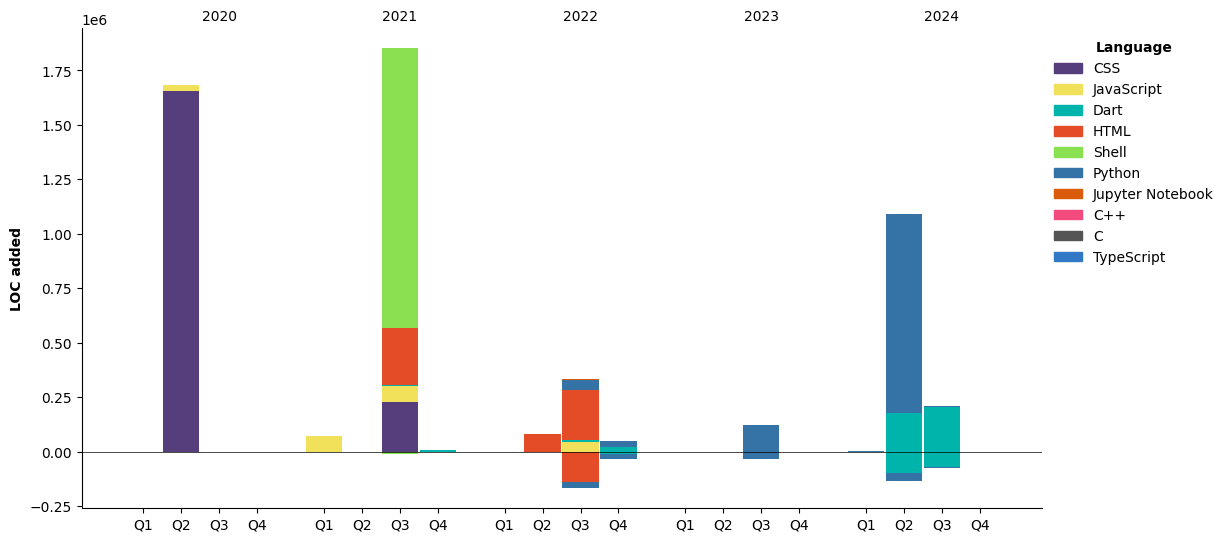 1e6
2020 2021 2022 2023 2024
Language
CSS
JavaScript
Dart
HTML
Shell
Python
Jupyter Notebook
C++
C
TypeScript
LOC added
1.75
1.50
1.25
1.00
0.75
0.50
0.25
0.00
−0.25
Q1 Q2 Q3 Q4 Q1 Q2 Q3 Q4 Q1 Q2 Q3 Q4 Q1 Q2 Q3 Q4 Q1 Q2 Q3 Q4